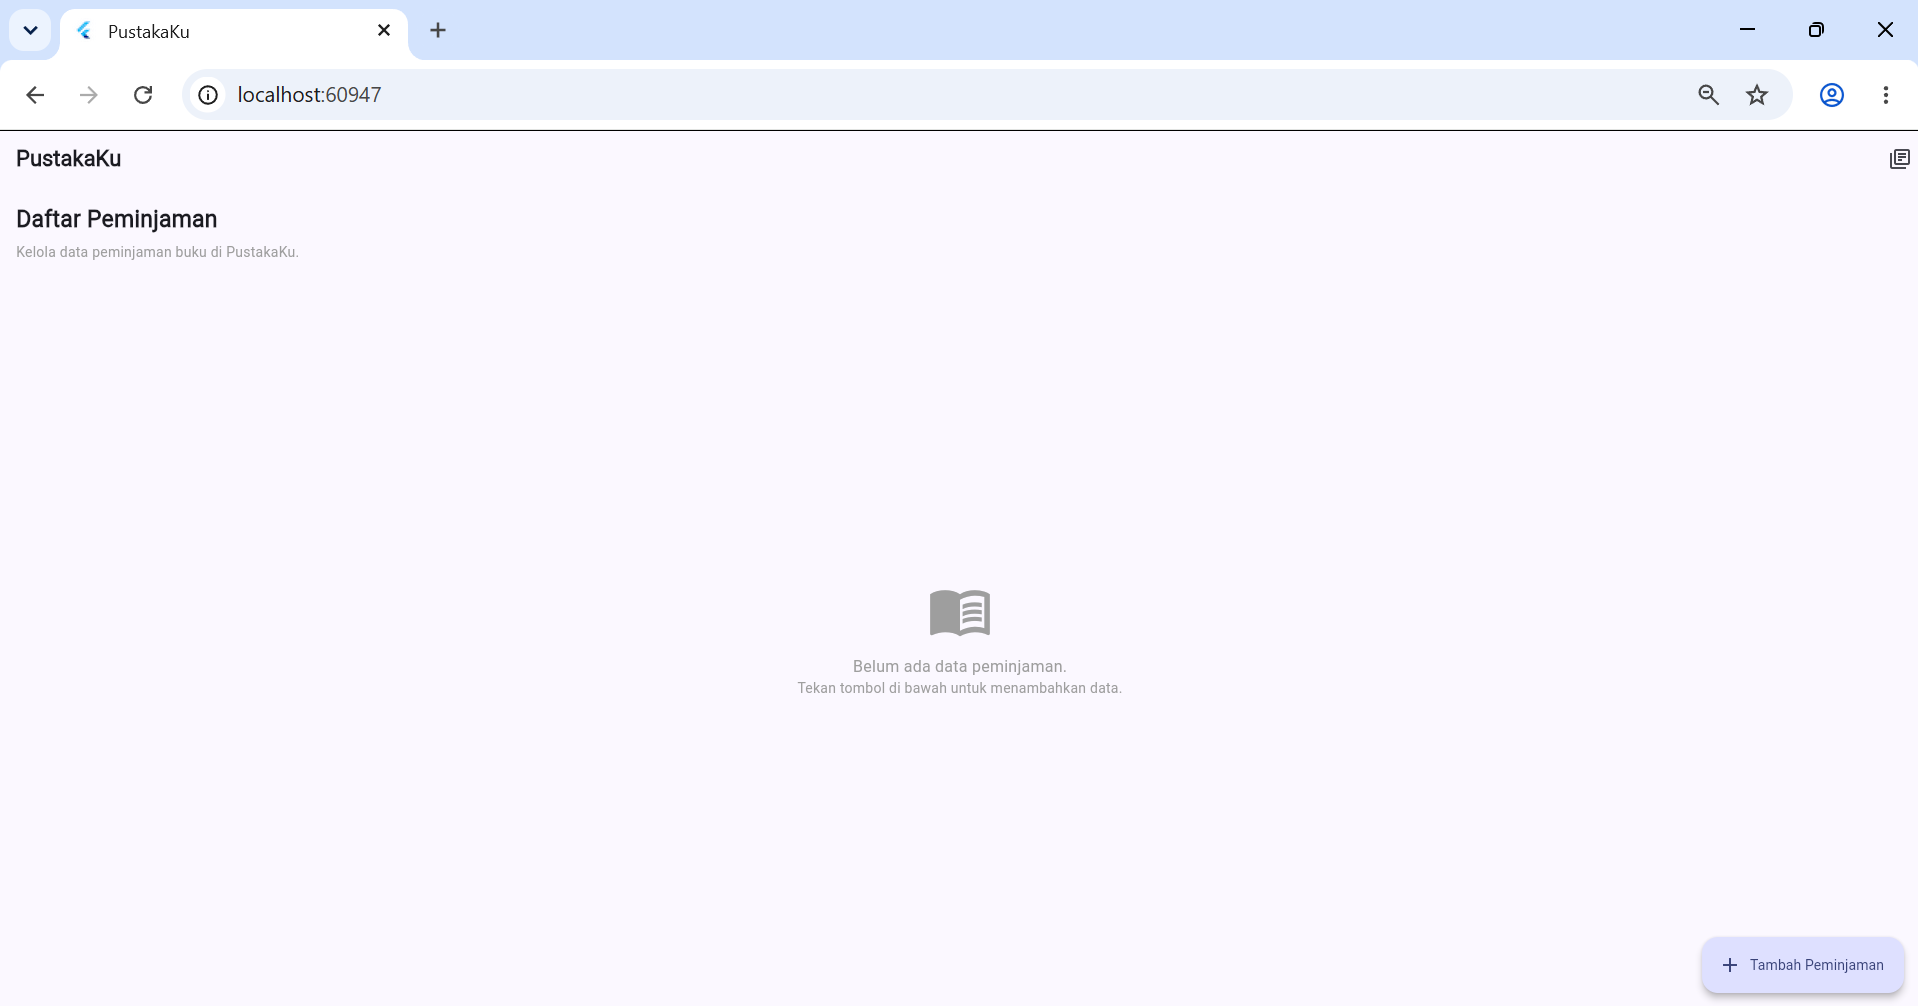 PustakaKu
localhost:60947
PustakaKu
Daftar Peminjaman
Kelola data peminjaman buku di PustakaKu.
Belum ada data peminjaman.
Tekan tombol di bawah untuk menambahkan data.
Tambah Peminjaman